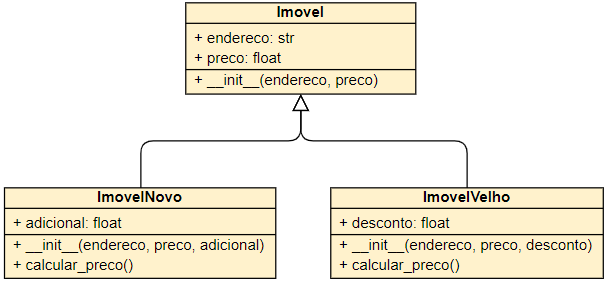 Imovel
+ endereco: str
+ preco: float
+ __init__(endereco, preco)
ImovelNovo
+ adicional: float
+ __init__(endereco, preco, adicional)
+ calcular_preco()
ImovelVelho
+ desconto: float
+ __init__(endereco, preco, desconto)
+ calcular_preco()